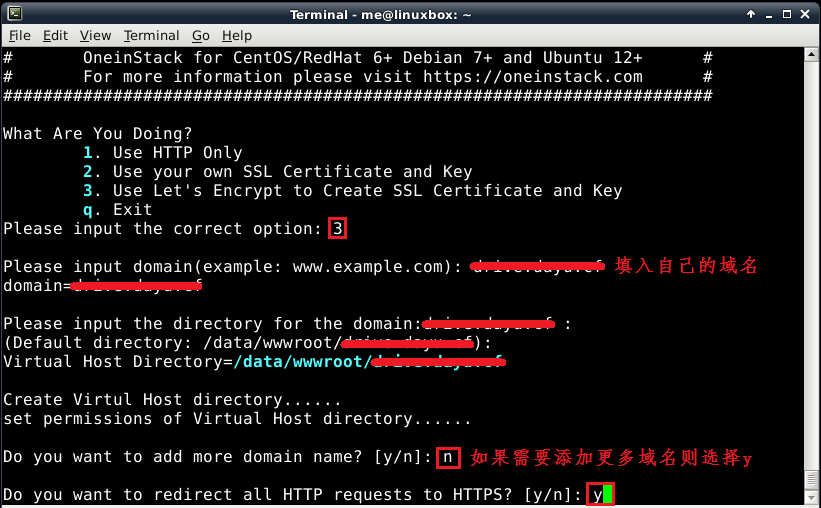 Terminal - me@linuxbox: ~
File Edit View Terminal Go Help
# OneinStack for CentOS/RedHat 6+ Debian 7+ and Ubuntu 12+ #
# For more information please visit https://oneinstack.com #
#######################################################################
What Are You Doing?
1. Use HTTP Only
2. Use your own SSL Certificate and Key
3. Use Let's Encrypt to Create SSL Certificate and Key
q. Exit
Please input the correct option: 3
Please input domain(example: www.example.com): 填入自己的域名
domain=
Please input the directory for the domain: :
(Default directory: /data/wwwroot/):
Virtual Host Directory=/data/wwwroot/
Create Virtul Host directory......
set permissions of Virtual Host directory......
Do you want to add more domain name? [y/n]: n 如果需要添加更多域名则选择y
Do you want to redirect all HTTP requests to HTTPS? [y/n]: y